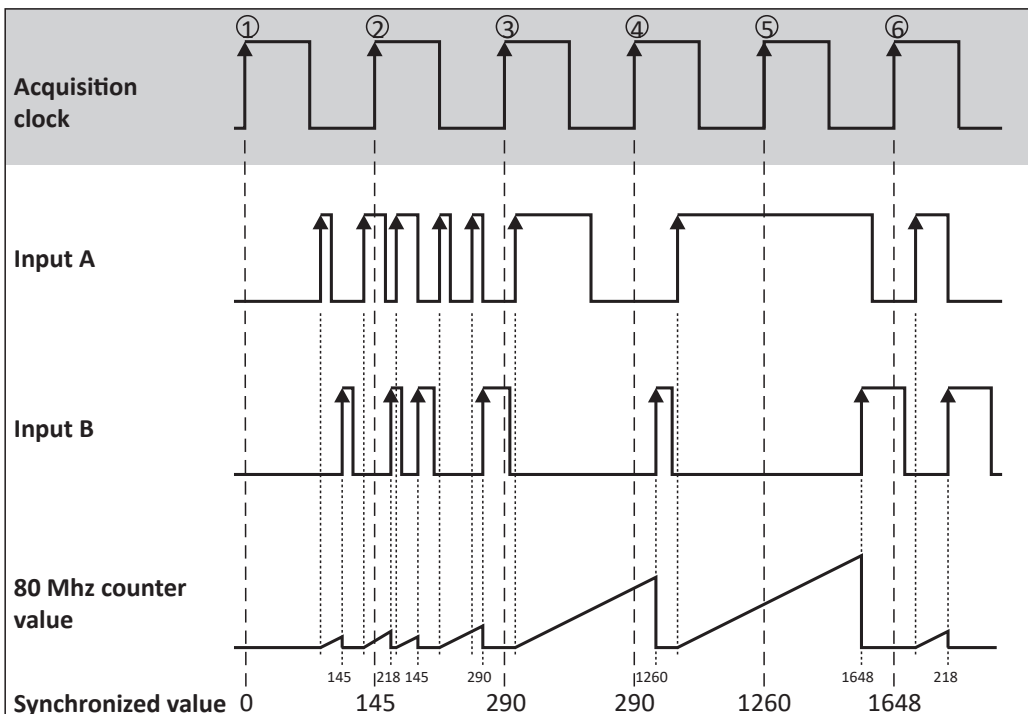 ① ② ③ ④ ⑤ ⑥
Acquisition
clock
Input A
Input B
80 Mhz counter
value
145 218 145 290 1260 1648 218
Synchronized value 0 145 290 290 1260 1648